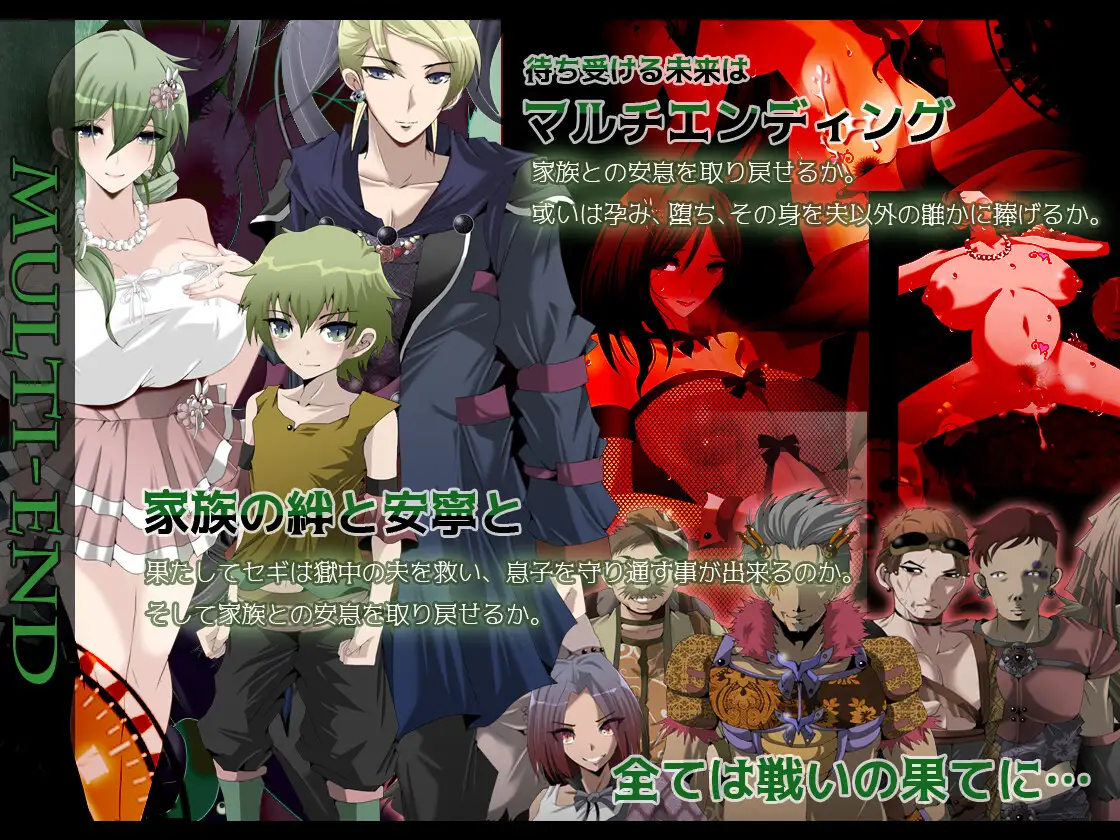 MULTI-END
待ち受ける未来は
マルチエンディング
家族との安息を取り戻せるか。
或いは孕み、堕ち、その身を夫以外の誰かに捧げるか。
家族の絆と安寧と
果たしてセギは獄中の夫を救い、息子を守り通す事が出来るのか。
そして家族との安息を取り戻せるか。
全ては戦いの果てに…